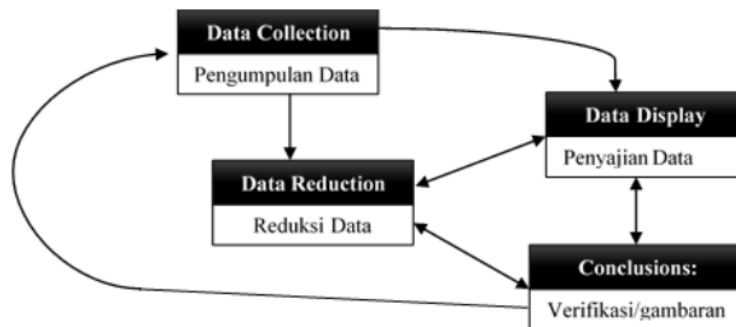 Data Collection
Pengumpulan Data
Data Display
Penyajian Data
Data Reduction
Reduksi Data
Conclusions:
Verifikasi/gambaran